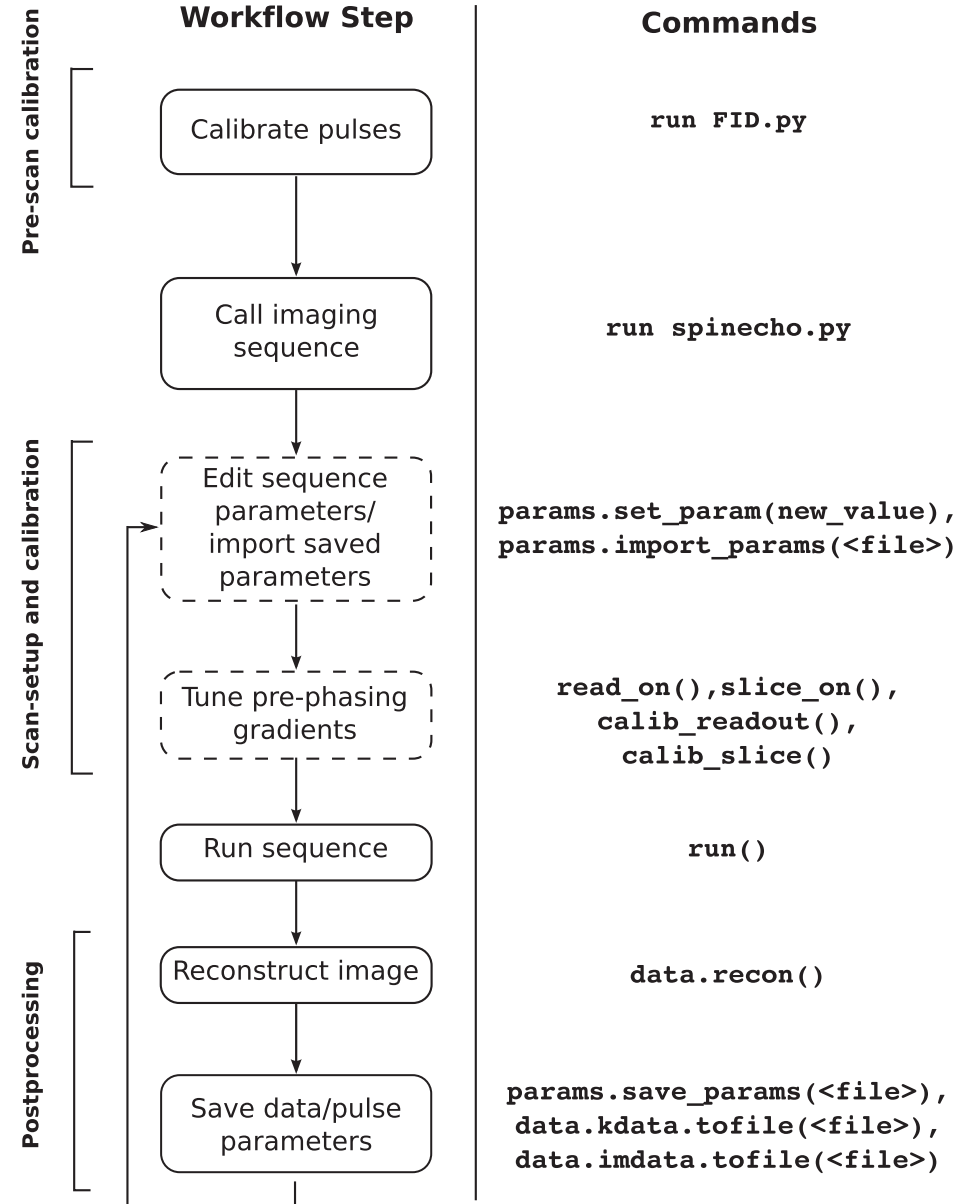 Workflow Step
Commands
Pre-scan calibration
Calibrate pulses
run FID.py
Call imaging
sequence
run spinecho.py
Scan-setup and calibration
Edit sequence
parameters/
import saved
parameters
params.set_param(new_value),
params.import_params(<file>)
Tune pre-phasing
gradients
read_on(),slice_on(),
calib_readout(),
calib_slice()
Run sequence
run()
Postprocessing
Reconstruct image
data.recon()
Save data/pulse
parameters
params.save_params(<file>),
data.kdata.tofile(<file>),
data.imdata.tofile(<file>)